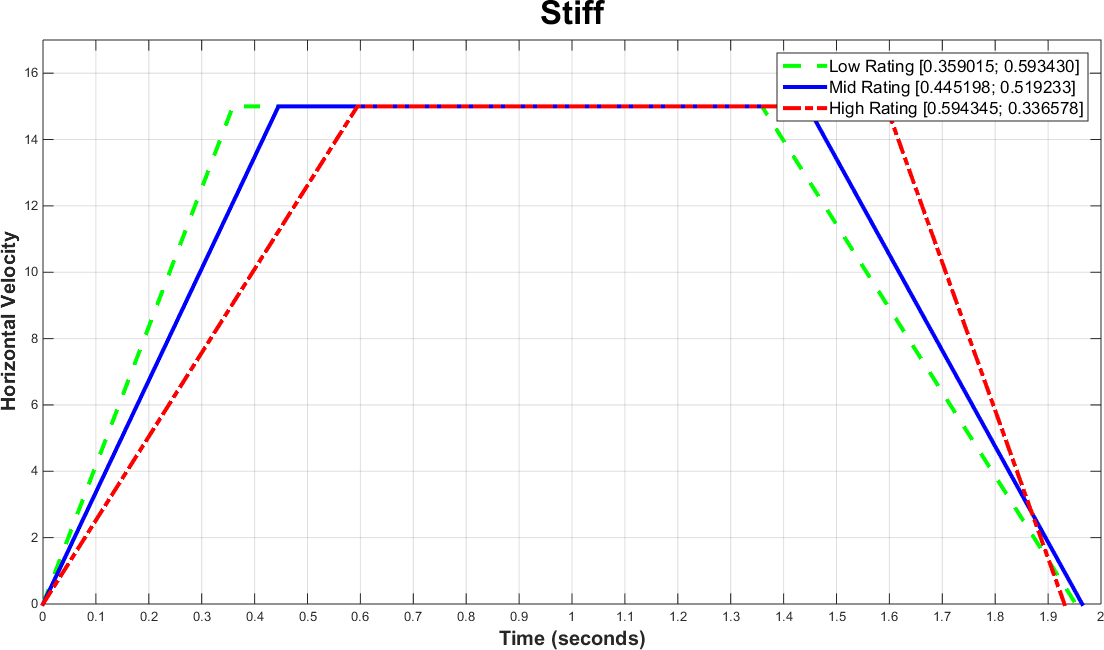 Stiff
Low Rating [0.359015; 0.593430]
Mid Rating [0.445198; 0.519233]
High Rating [0.594345; 0.336578]
Horizontal Velocity
16
14
12
10
8
6
4
2
0
0 0.1 0.2 0.3 0.4 0.5 0.6 0.7 0.8 0.9 1 1.1 1.2 1.3 1.4 1.5 1.6 1.7 1.8 1.9 2
Time (seconds)